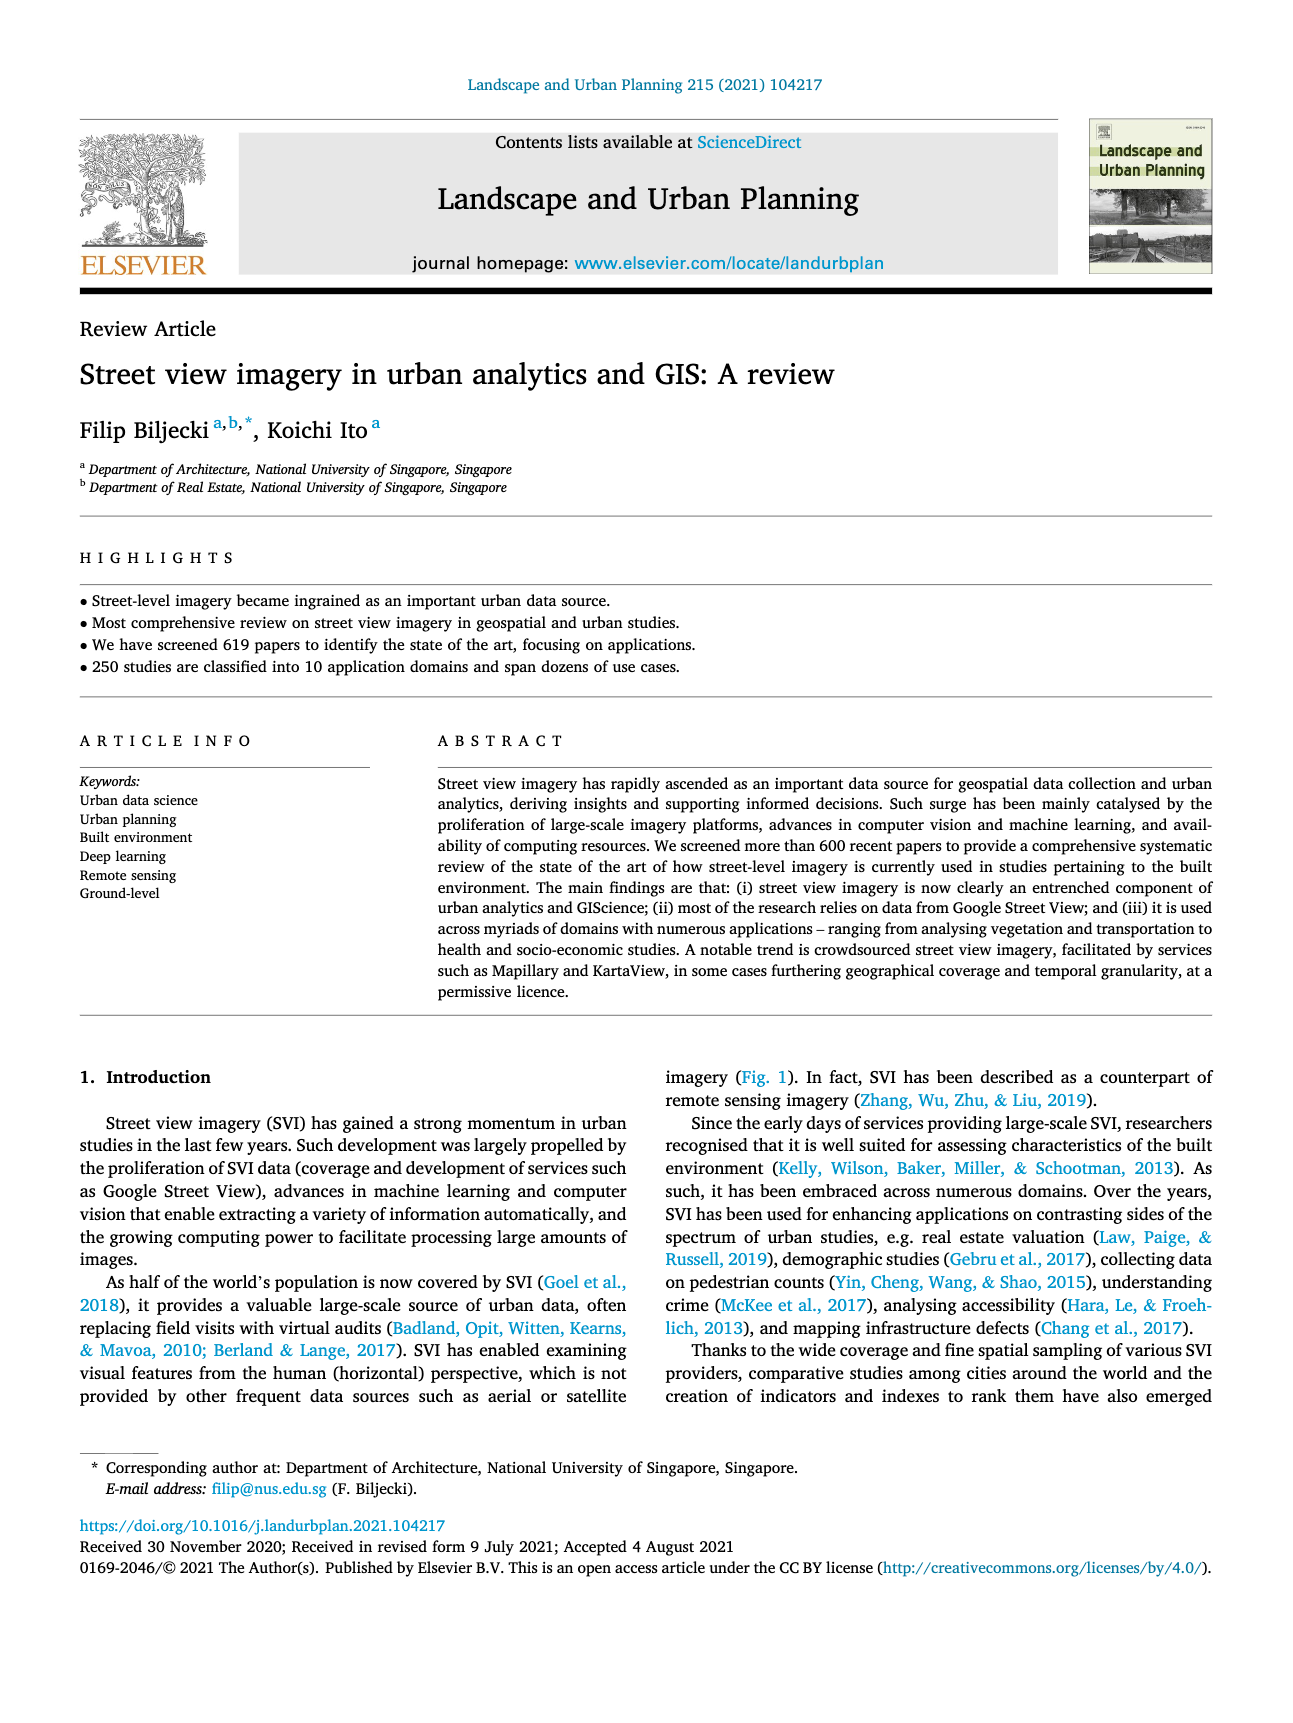 Landscape and Urban Planning 215 (2021) 104217
Contents lists available at ScienceDirect
Landscape and Urban Planning
journal homepage: www.elsevier.com/locate/landurbplan
ELSEVIER
Landscape and
Urban Planning
Review Article
Street view imagery in urban analytics and GIS: A review
Filip Biljecki a,b,*, Koichi Ito a
a Department of Architecture, National University of Singapore, Singapore
b Department of Real Estate, National University of Singapore, Singapore
HIGHLIGHTS
• Street-level imagery became ingrained as an important urban data source.
• Most comprehensive review on street view imagery in geospatial and urban studies.
• We have screened 619 papers to identify the state of the art, focusing on applications.
• 250 studies are classified into 10 application domains and span dozens of use cases.
ARTICLE INFO
Keywords:
Urban data science
Urban planning
Built environment
Deep learning
Remote sensing
Ground-level
ABSTRACT
Street view imagery has rapidly ascended as an important data source for geospatial data collection and urban
analytics, deriving insights and supporting informed decisions. Such surge has been mainly catalysed by the
proliferation of large-scale imagery platforms, advances in computer vision and machine learning, and avail-
ability of computing resources. We screened more than 600 recent papers to provide a comprehensive systematic
review of the state of the art of how street-level imagery is currently used in studies pertaining to the built
environment. The main findings are that: (i) street view imagery is now clearly an entrenched component of
urban analytics and GIScience; (ii) most of the research relies on data from Google Street View; and (iii) it is used
across myriads of domains with numerous applications – ranging from analysing vegetation and transportation to
health and socio-economic studies. A notable trend is crowdsourced street view imagery, facilitated by services
such as Mapillary and KartaView, in some cases furthering geographical coverage and temporal granularity, at a
permissive licence.
1. Introduction
Street view imagery (SVI) has gained a strong momentum in urban
studies in the last few years. Such development was largely propelled by
the proliferation of SVI data (coverage and development of services such
as Google Street View), advances in machine learning and computer
vision that enable extracting a variety of information automatically, and
the growing computing power to facilitate processing large amounts of
images.
As half of the world's population is now covered by SVI (Goel et al.,
2018), it provides a valuable large-scale source of urban data, often
replacing field visits with virtual audits (Badland, Opit, Witten, Kearns,
& Mavoa, 2010; Berland & Lange, 2017). SVI has enabled examining
visual features from the human (horizontal) perspective, which is not
provided by other frequent data sources such as aerial or satellite
imagery (Fig. 1). In fact, SVI has been described as a counterpart of
remote sensing imagery (Zhang, Wu, Zhu, & Liu, 2019).
Since the early days of services providing large-scale SVI, researchers
recognised that it is well suited for assessing characteristics of the built
environment (Kelly, Wilson, Baker, Miller, & Schootman, 2013). As
such, it has been embraced across numerous domains. Over the years,
SVI has been used for enhancing applications on contrasting sides of the
spectrum of urban studies, e.g. real estate valuation (Law, Paige, &
Russell, 2019), demographic studies (Gebru et al., 2017), collecting data
on pedestrian counts (Yin, Cheng, Wang, & Shao, 2015), understanding
crime (McKee et al., 2017), analysing accessibility (Hara, Le, & Froeh-
lich, 2013), and mapping infrastructure defects (Chang et al., 2017).
Thanks to the wide coverage and fine spatial sampling of various SVI
providers, comparative studies among cities around the world and the
creation of indicators and indexes to rank them have also emerged
* Corresponding author at: Department of Architecture, National University of Singapore, Singapore.
E-mail address: filip@nus.edu.sg (F. Biljecki).
https://doi.org/10.1016/j.landurbplan.2021.104217
Received 30 November 2020; Received in revised form 9 July 2021; Accepted 4 August 2021
0169-2046/© 2021 The Author(s). Published by Elsevier B.V. This is an open access article under the CC BY license (http://creativecommons.org/licenses/by/4.0/).